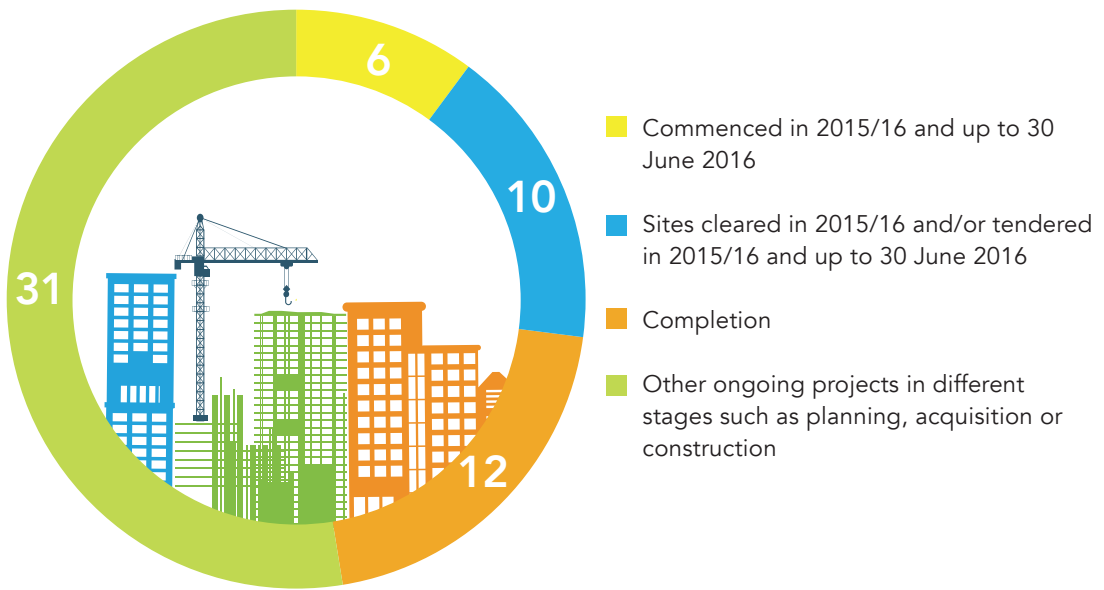 6
10
31
12
Commenced in 2015/16 and up to 30
June 2016
Sites cleared in 2015/16 and/or tendered
in 2015/16 and up to 30 June 2016
Completion
Other ongoing projects in different
stages such as planning, acquisition or
construction